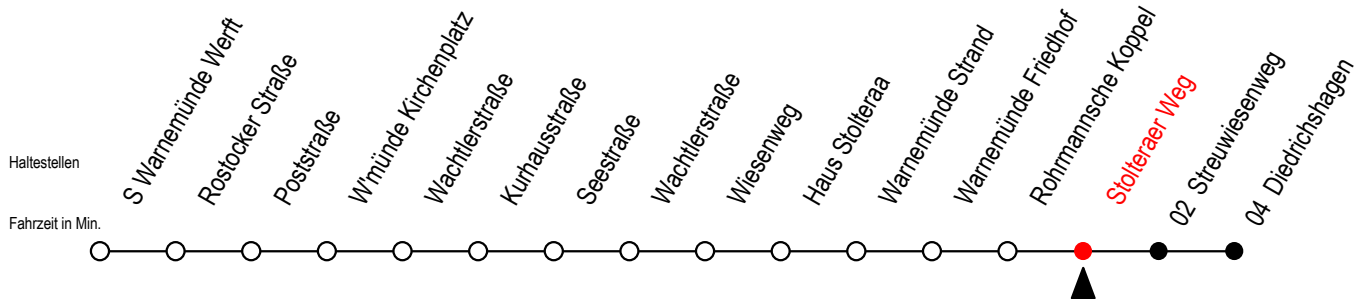 Haltestellen
Fahrzeit in Min.
S Warnemünde Werft
Rostocker Straße
Poststraße
W'münde Kirchenplatz
Wachtlerstraße
Kurhausstraße
Seestraße
Wachtlerstraße
Wiesenweg
Haus Stolteraa
Warnemünde Strand
Warnemünde Friedhof
Rohrmannsche Koppel
Stolteraer Weg
02 Streuwiesenweg
04 Diedrichshagen